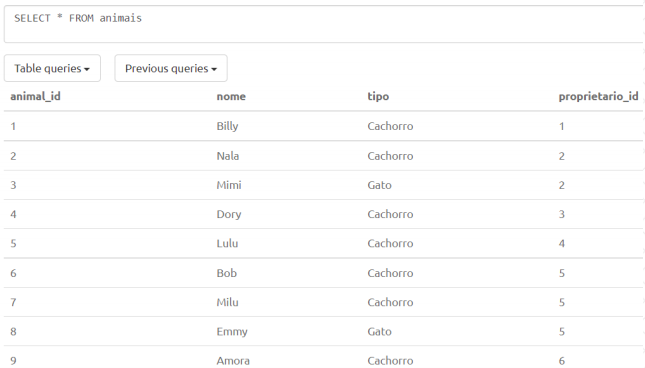 SELECT * FROM animais
Table queries Previous queries
animal_id nome tipo proprietario_id
1 Billy Cachorro 1
2 Nala Cachorro 2
3 Mimi Gato 2
4 Dory Cachorro 3
5 Lulu Cachorro 4
6 Bob Cachorro 5
7 Milu Cachorro 5
8 Emmy Gato 5
9 Amora Cachorro 6